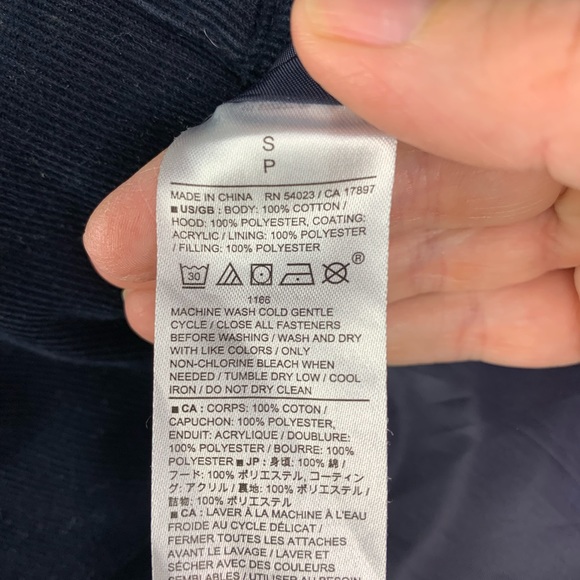 S
P
MADE IN CHINA RN 54023 / CA 17897
■ US/GB : BODY: 100% COTTON /
HOOD: 100% POLYESTER, COATING:
ACRYLIC / LINING: 100% POLYESTER
/ FILLING: 100% POLYESTER
30 ®
1166
MACHINE WASH COLD GENTLE
CYCLE / CLOSE ALL FASTENERS
BEFORE WASHING / WASH AND DRY
WITH LIKE COLORS / ONLY
NON-CHLORINE BLEACH WHEN
NEEDED / TUMBLE DRY LOW / COOL
IRON / DO NOT DRY CLEAN
■ CA : CORPS: 100% COTON /
CAPUCHON: 100% POLYESTER,
ENDUIT: ACRYLIQUE / DOUBLURE:
100% POLYESTER / BOURRE: 100%
POLYESTER ■ JP : 身頃: 100% 綿 /
フード: 100% ポリエステル, コーティン
グ: アクリル / 裏地: 100% ポリエステル /
詰物: 100% ポリエステル
■ CA : LAVER À LA MACHINE À L'EAU
FROIDE AU CYCLE DÉLICAT /
FERMER TOUTES LES ATTACHES
AVANT LE LAVAGE / LAVER ET
SÉCHER AVEC DES COULEURS
SEMBLABLES / UTILISER AU BESOIN